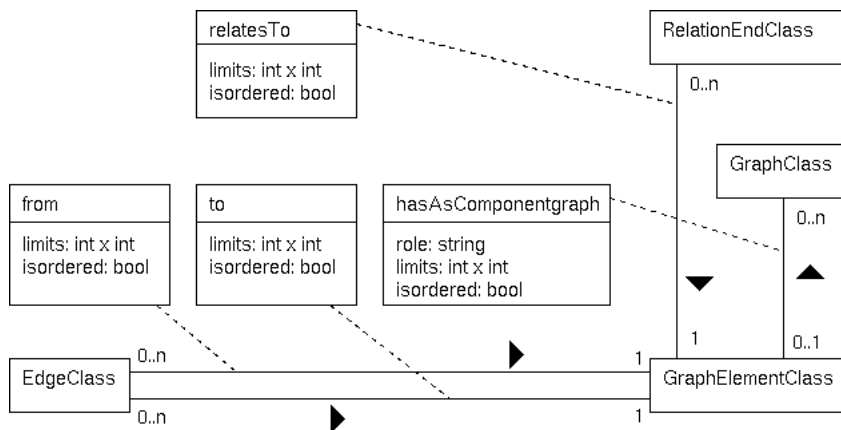 relatesTo
limits: int x int
isordered: bool
RelationEndClass
0..n
GraphClass
0..n
from
limits: int x int
isordered: bool
to
limits: int x int
isordered: bool
hasAsComponentgraph
role: string
limits: int x int
isordered: bool
1
0..1
0..n
1
EdgeClass
GraphElementClass
0..n
1